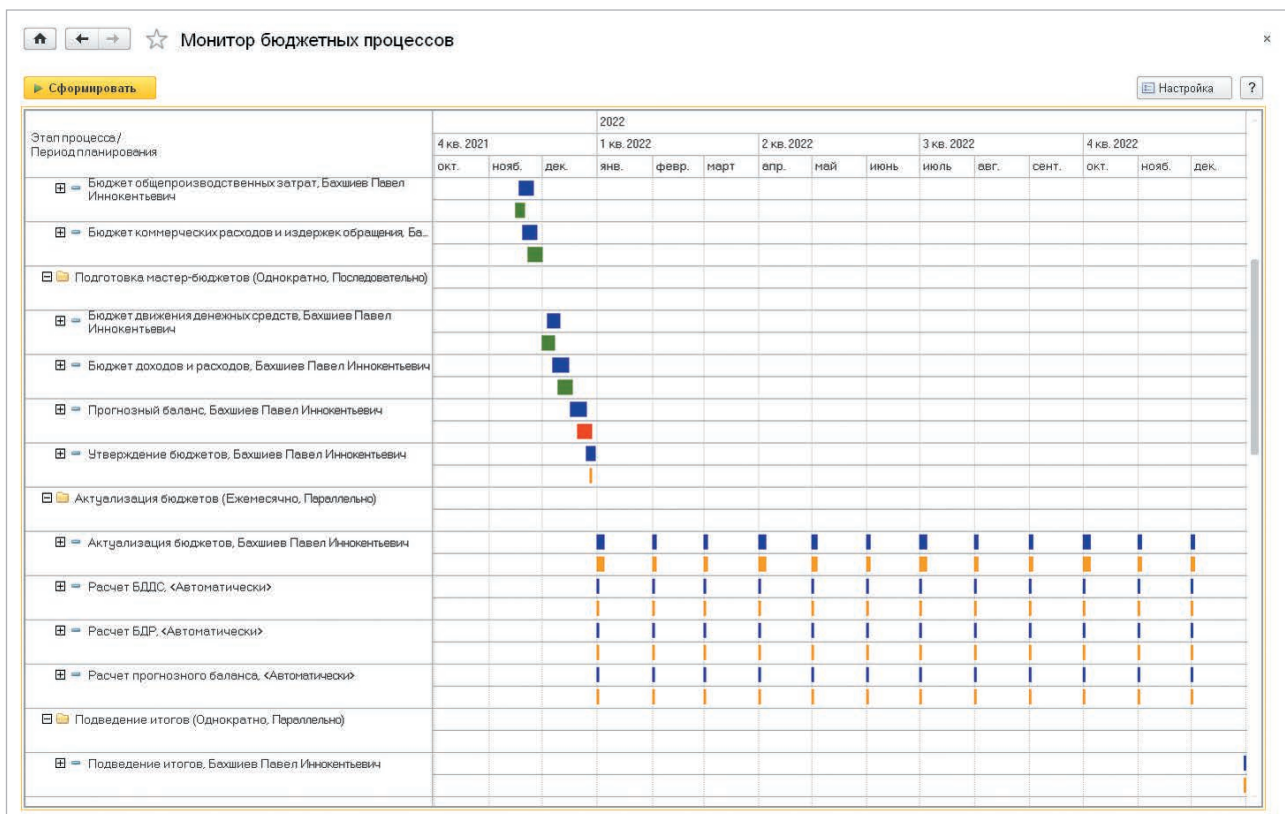 Монитор бюджетных процессов
×
Сформировать
Настройка
?
Этап процесса/
Период планирования
2022
4 кв. 2021
1 кв. 2022
2 кв. 2022
3 кв. 2022
4 кв. 2022
окт.
нояб.
дек.
янв.
февр.
март
апр.
май
июнь
июль
авг.
сент.
окт.
нояб.
дек.
Бюджет общепроизводственных затрат, Бахшиев Павел
Иннокентьевич
Бюджет коммерческих расходов и издержек обращения, Ба...
Подготовка мастер-бюджетов (Однократно, Последовательно)
Бюджет движения денежных средств, Бахшиев Павел
Иннокентьевич
Бюджет доходов и расходов, Бахшиев Павел Иннокентьевич
Прогнозный баланс, Бахшиев Павел Иннокентьевич
Утверждение бюджетов, Бахшиев Павел Иннокентьевич
Актуализация бюджетов (Ежемесячно, Параллельно)
Актуализация бюджетов, Бахшиев Павел Иннокентьевич
Расчет БДДС, <Автоматически>
Расчет БДР, <Автоматически>
Расчет прогнозного баланса, <Автоматически>
Подведение итогов (Однократно, Параллельно)
Подведение итогов, Бахшиев Павел Иннокентьевич